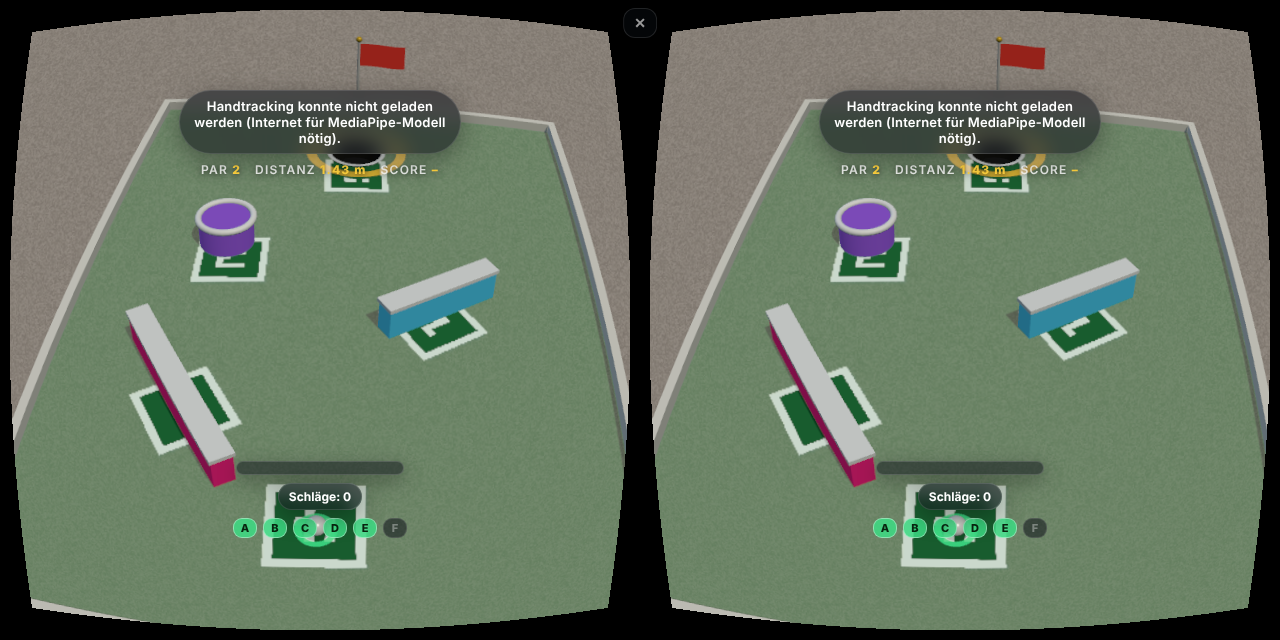 ×
Handtracking konnte nicht geladen
werden (Internet für MediaPipe-Modell
nötig).
PAR 2 DISTANZ 1.43 m SCORE –
Schläge: 0
A B C D E F
Handtracking konnte nicht geladen
werden (Internet für MediaPipe-Modell
nötig).
PAR 2 DISTANZ 1.43 m SCORE –
Schläge: 0
A B C D E F